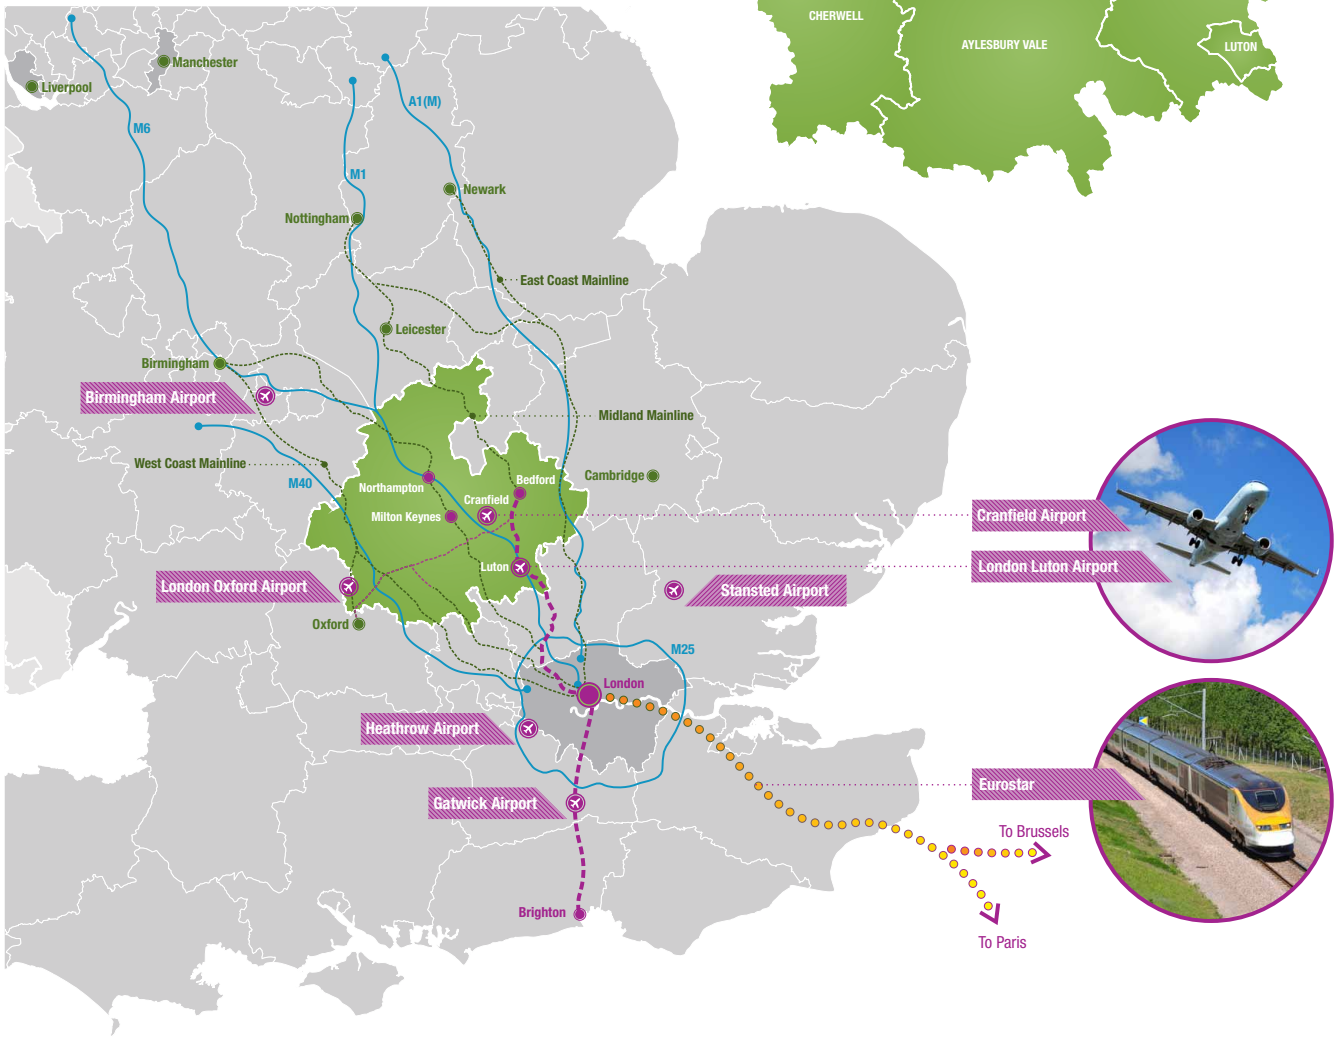 CHERWELL
AYLESBURY VALE
LUTON
Manchester
Liverpool
A1(M)
M6
M1
Newark
Nottingham
East Coast Mainline
Leicester
Birmingham
Birmingham Airport
Midland Mainline
West Coast Mainline
M40
Cambridge
Bedford
Northampton
Cranfield
Milton Keynes
Cranfield Airport
Luton
London Luton Airport
London Oxford Airport
Stansted Airport
Oxford
M25
London
Heathrow Airport
Eurostar
Gatwick Airport
To Brussels
Brighton
To Paris